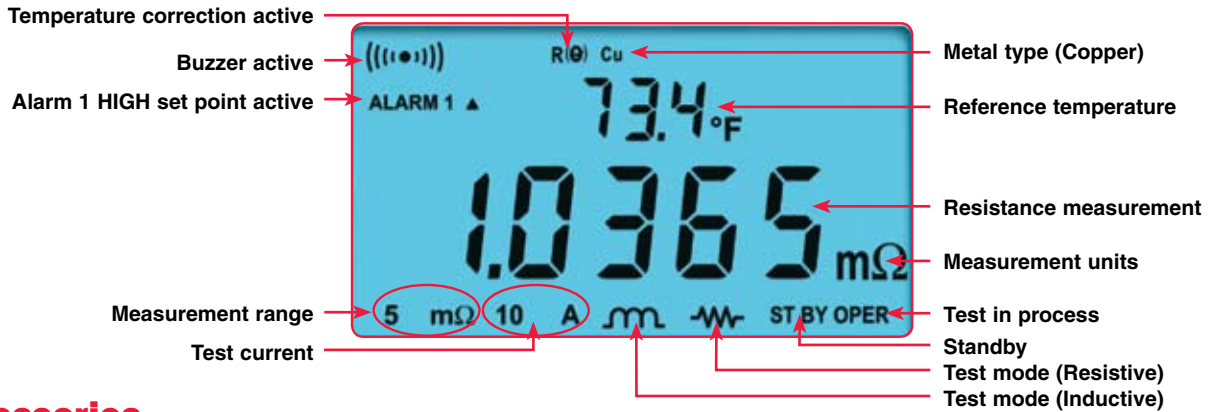 Temperature correction active
Buzzer active
Alarm 1 HIGH set point active
Measurement range
Test current
R(Θ) Cu
ALARM 1 ▲
73.4 °F
1.0365 mΩ
5 mΩ 10 A ST BY OPER
Metal type (Copper)
Reference temperature
Resistance measurement
Measurement units
Test in process
Standby
Test mode (Resistive)
Test mode (Inductive)